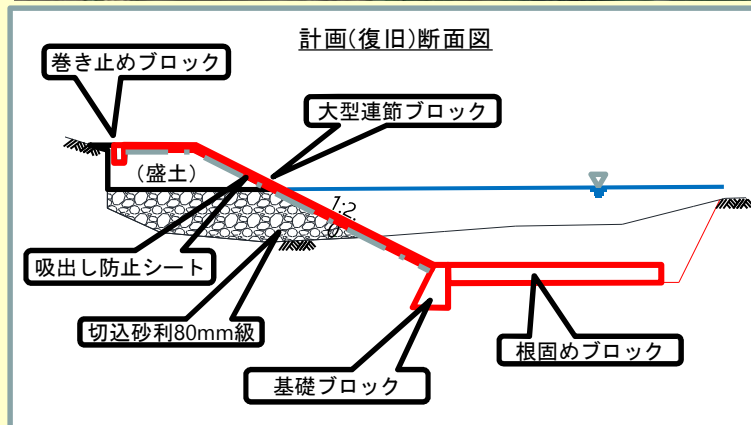 計画(復旧)断面図
巻き止めブロック
大型連節ブロック
(盛土)
1:2.
0
吸出し防止シート
切込砂利80mm級
根固めブロック
基礎ブロック